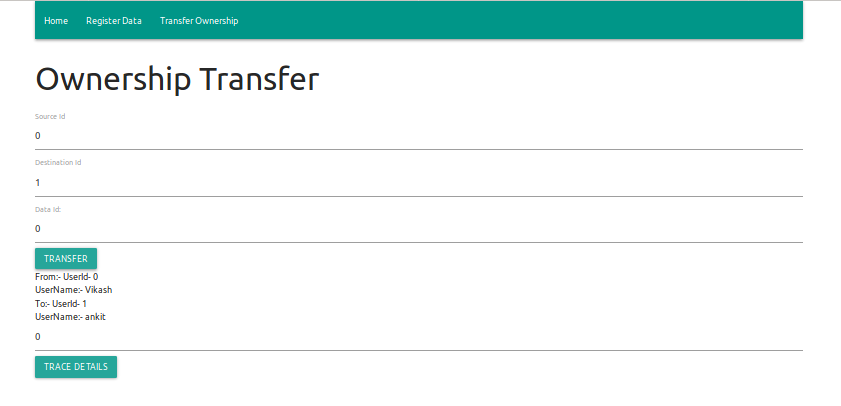 Home Register Data Transfer Ownership
Ownership Transfer
Source Id
0
Destination Id
1
Data Id:
0
TRANSFER
From:- UserId- 0
UserName:- Vikash
To:- UserId- 1
UserName:- ankit
0
TRACE DETAILS